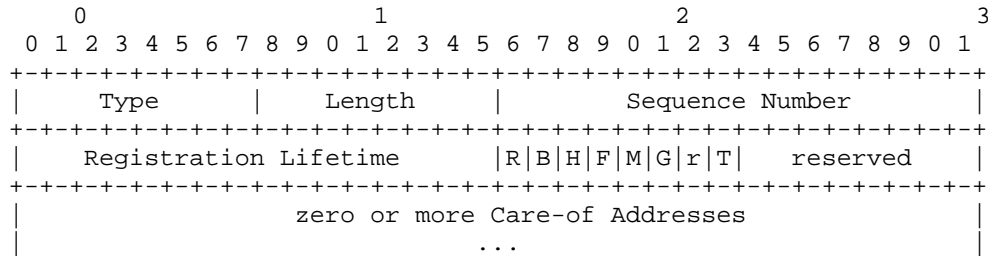 0                   1                   2                   3
 0 1 2 3 4 5 6 7 8 9 0 1 2 3 4 5 6 7 8 9 0 1 2 3 4 5 6 7 8 9 0 1
+-+-+-+-+-+-+-+-+-+-+-+-+-+-+-+-+-+-+-+-+-+-+-+-+-+-+-+-+-+-+-+-+
|     Type      |    Length     |        Sequence Number        |
+-+-+-+-+-+-+-+-+-+-+-+-+-+-+-+-+-+-+-+-+-+-+-+-+-+-+-+-+-+-+-+-+
|    Registration Lifetime      |R|B|H|F|M|G|r|T|   reserved    |
+-+-+-+-+-+-+-+-+-+-+-+-+-+-+-+-+-+-+-+-+-+-+-+-+-+-+-+-+-+-+-+-+
|                  zero or more Care-of Addresses               |
|                              ...                              |